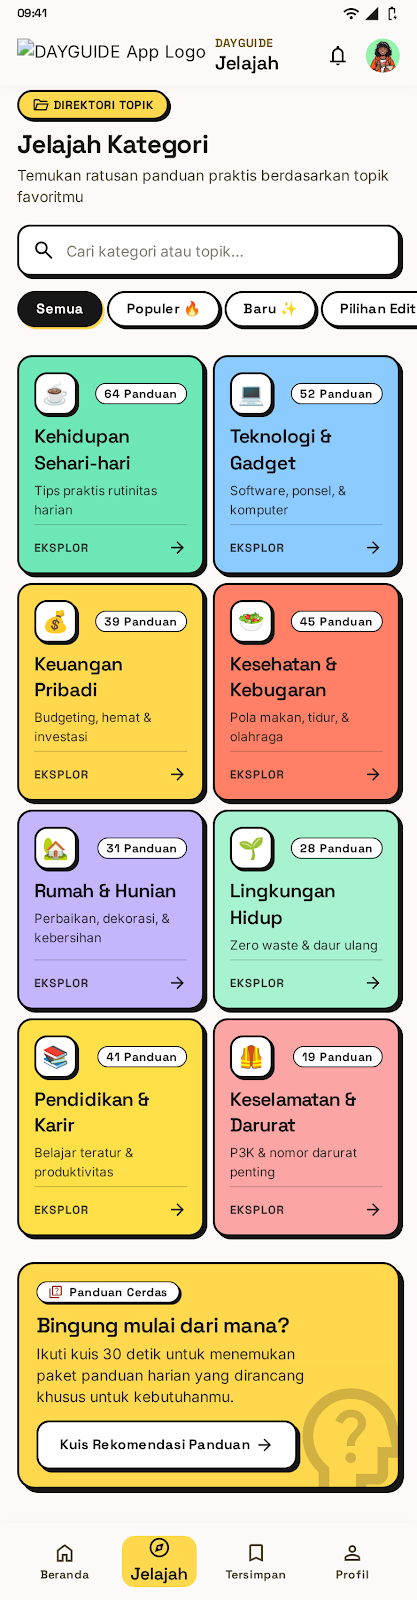 09:41
DAYGUIDE App Logo
DAYGUIDE
Jelajah
DIREKTORI TOPIK
Jelajah Kategori
Temukan ratusan panduan praktis berdasarkan topik
favoritmu
Cari kategori atau topik...
Semua
Populer 🔥
Baru ✨
Pilihan Edit
64 Panduan
Kehidupan
Sehari-hari
Tips praktis rutinitas
harian
EKSPLOR
52 Panduan
Teknologi &
Gadget
Software, ponsel, &
komputer
EKSPLOR
39 Panduan
Keuangan
Pribadi
Budgeting, hemat &
investasi
EKSPLOR
45 Panduan
Kesehatan &
Kebugaran
Pola makan, tidur, &
olahraga
EKSPLOR
31 Panduan
Rumah & Hunian
Perbaikan, dekorasi, &
kebersihan
EKSPLOR
28 Panduan
Lingkungan
Hidup
Zero waste & daur ulang
EKSPLOR
41 Panduan
Pendidikan &
Karir
Belajar teratur &
produktivitas
EKSPLOR
19 Panduan
Keselamatan &
Darurat
P3K & nomor darurat
penting
EKSPLOR
Panduan Cerdas
Bingung mulai dari mana?
Ikuti kuis 30 detik untuk menemukan
paket panduan harian yang dirancang
khusus untuk kebutuhanmu.
Kuis Rekomendasi Panduan →
Beranda
Jelajah
Tersimpan
Profil